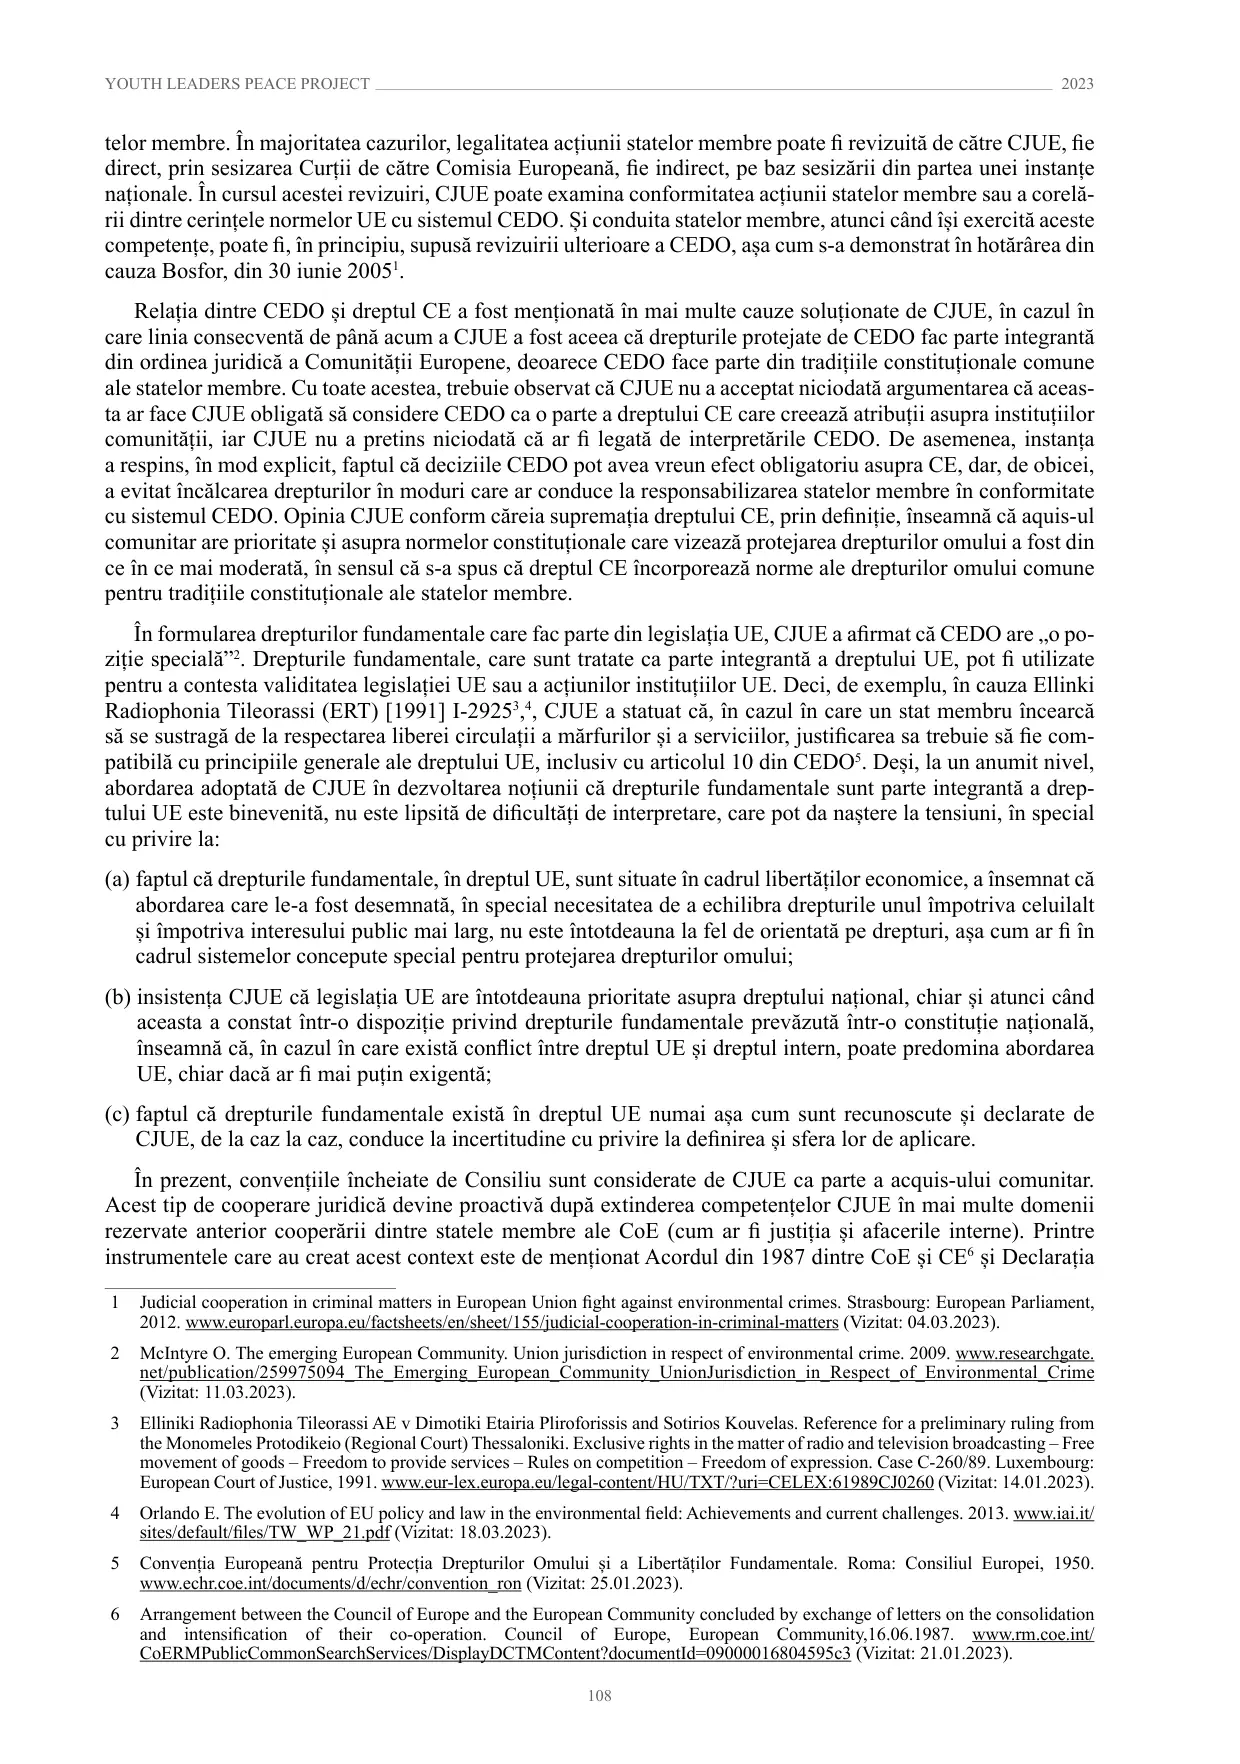 YOUTH LEADERS PEACE PROJECT 2023
telor membre. În majoritatea cazurilor, legalitatea acțiunii statelor membre poate fi revizuită de către CJUE, fie
direct, prin sesizarea Curții de către Comisia Europeană, fie indirect, pe baz sesizării din partea unei instanțe
naționale. În cursul acestei revizuiri, CJUE poate examina conformitatea acțiunii statelor membre sau a corelă-
rii dintre cerințele normelor UE cu sistemul CEDO. Și conduita statelor membre, atunci când își exercită aceste
competențe, poate fi, în principiu, supusă revizuirii ulterioare a CEDO, așa cum s-a demonstrat în hotărârea din
cauza Bosfor, din 30 iunie 2005¹.
Relația dintre CEDO și dreptul CE a fost menționată în mai multe cauze soluționate de CJUE, în cazul în
care linia consecventă de până acum a CJUE a fost aceea că drepturile protejate de CEDO fac parte integrantă
din ordinea juridică a Comunității Europene, deoarece CEDO face parte din tradițiile constituționale comune
ale statelor membre. Cu toate acestea, trebuie observat că CJUE nu a acceptat niciodată argumentarea că aceas-
ta ar face CJUE obligată să considere CEDO ca o parte a dreptului CE care creează atribuții asupra instituțiilor
comunității, iar CJUE nu a pretins niciodată că ar fi legată de interpretările CEDO. De asemenea, instanța
a respins, în mod explicit, faptul că deciziile CEDO pot avea vreun efect obligatoriu asupra CE, dar, de obicei,
a evitat încălcarea drepturilor în moduri care ar conduce la responsabilizarea statelor membre în conformitate
cu sistemul CEDO. Opinia CJUE conform căreia supremația dreptului CE, prin definiție, înseamnă că aquis-ul
comunitar are prioritate și asupra normelor constituționale care vizează protejarea drepturilor omului a fost din
ce în ce mai moderată, în sensul că s-a spus că dreptul CE încorporează norme ale drepturilor omului comune
pentru tradițiile constituționale ale statelor membre.
În formularea drepturilor fundamentale care fac parte din legislația UE, CJUE a afirmat că CEDO are „o po-
ziție specială”². Drepturile fundamentale, care sunt tratate ca parte integrantă a dreptului UE, pot fi utilizate
pentru a contesta validitatea legislației UE sau a acțiunilor instituțiilor UE. Deci, de exemplu, în cauza Ellinki
Radiophonia Tileorassi (ERT) [1991] I-2925³,⁴, CJUE a statuat că, în cazul în care un stat membru încearcă
să se sustragă de la respectarea liberei circulații a mărfurilor și a serviciilor, justificarea sa trebuie să fie com-
patibilă cu principiile generale ale dreptului UE, inclusiv cu articolul 10 din CEDO⁵. Deși, la un anumit nivel,
abordarea adoptată de CJUE în dezvoltarea noțiunii că drepturile fundamentale sunt parte integrantă a drep-
tului UE este binevenită, nu este lipsită de dificultăți de interpretare, care pot da naștere la tensiuni, în special
cu privire la:
(a) faptul că drepturile fundamentale, în dreptul UE, sunt situate în cadrul libertăților economice, a însemnat că
abordarea care le-a fost desemnată, în special necesitatea de a echilibra drepturile unul împotriva celuilalt
și împotriva interesului public mai larg, nu este întotdeauna la fel de orientată pe drepturi, așa cum ar fi în
cadrul sistemelor concepute special pentru protejarea drepturilor omului;
(b) insistența CJUE că legislația UE are întotdeauna prioritate asupra dreptului național, chiar și atunci când
aceasta a constat într-o dispoziție privind drepturile fundamentale prevăzută într-o constituție națională,
înseamnă că, în cazul în care există conflict între dreptul UE și dreptul intern, poate predomina abordarea
UE, chiar dacă ar fi mai puțin exigentă;
(c) faptul că drepturile fundamentale există în dreptul UE numai așa cum sunt recunoscute și declarate de
CJUE, de la caz la caz, conduce la incertitudine cu privire la definirea și sfera lor de aplicare.
În prezent, convențiile încheiate de Consiliu sunt considerate de CJUE ca parte a acquis-ului comunitar.
Acest tip de cooperare juridică devine proactivă după extinderea competențelor CJUE în mai multe domenii
rezervate anterior cooperării dintre statele membre ale CoE (cum ar fi justiția și afacerile interne). Printre
instrumentele care au creat acest context este de menționat Acordul din 1987 dintre CoE și CE⁶ și Declarația
1 Judicial cooperation in criminal matters in European Union fight against environmental crimes. Strasbourg: European Parliament,
2012. www.europarl.europa.eu/factsheets/en/sheet/155/judicial-cooperation-in-criminal-matters (Vizitat: 04.03.2023).
2 McIntyre O. The emerging European Community. Union jurisdiction in respect of environmental crime. 2009. www.researchgate.
net/publication/259975094_The_Emerging_European_Community_UnionJurisdiction_in_Respect_of_Environmental_Crime
(Vizitat: 11.03.2023).
3 Elliniki Radiophonia Tileorassi AE v Dimotiki Etairia Pliroforissis and Sotirios Kouvelas. Reference for a preliminary ruling from
the Monomeles Protodikeio (Regional Court) Thessaloniki. Exclusive rights in the matter of radio and television broadcasting – Free
movement of goods – Freedom to provide services – Rules on competition – Freedom of expression. Case C-260/89. Luxembourg:
European Court of Justice, 1991. www.eur-lex.europa.eu/legal-content/HU/TXT/?uri=CELEX:61989CJ0260 (Vizitat: 14.01.2023).
4 Orlando E. The evolution of EU policy and law in the environmental field: Achievements and current challenges. 2013. www.iai.it/
sites/default/files/TW_WP_21.pdf (Vizitat: 18.03.2023).
5 Convenția Europeană pentru Protecția Drepturilor Omului și a Libertăților Fundamentale. Roma: Consiliul Europei, 1950.
www.echr.coe.int/documents/d/echr/convention_ron (Vizitat: 25.01.2023).
6 Arrangement between the Council of Europe and the European Community concluded by exchange of letters on the consolidation
and intensification of their co-operation. Council of Europe, European Community,16.06.1987. www.rm.coe.int/
CoERMPublicCommonSearchServices/DisplayDCTMContent?documentId=09000016804595c3 (Vizitat: 21.01.2023).
108